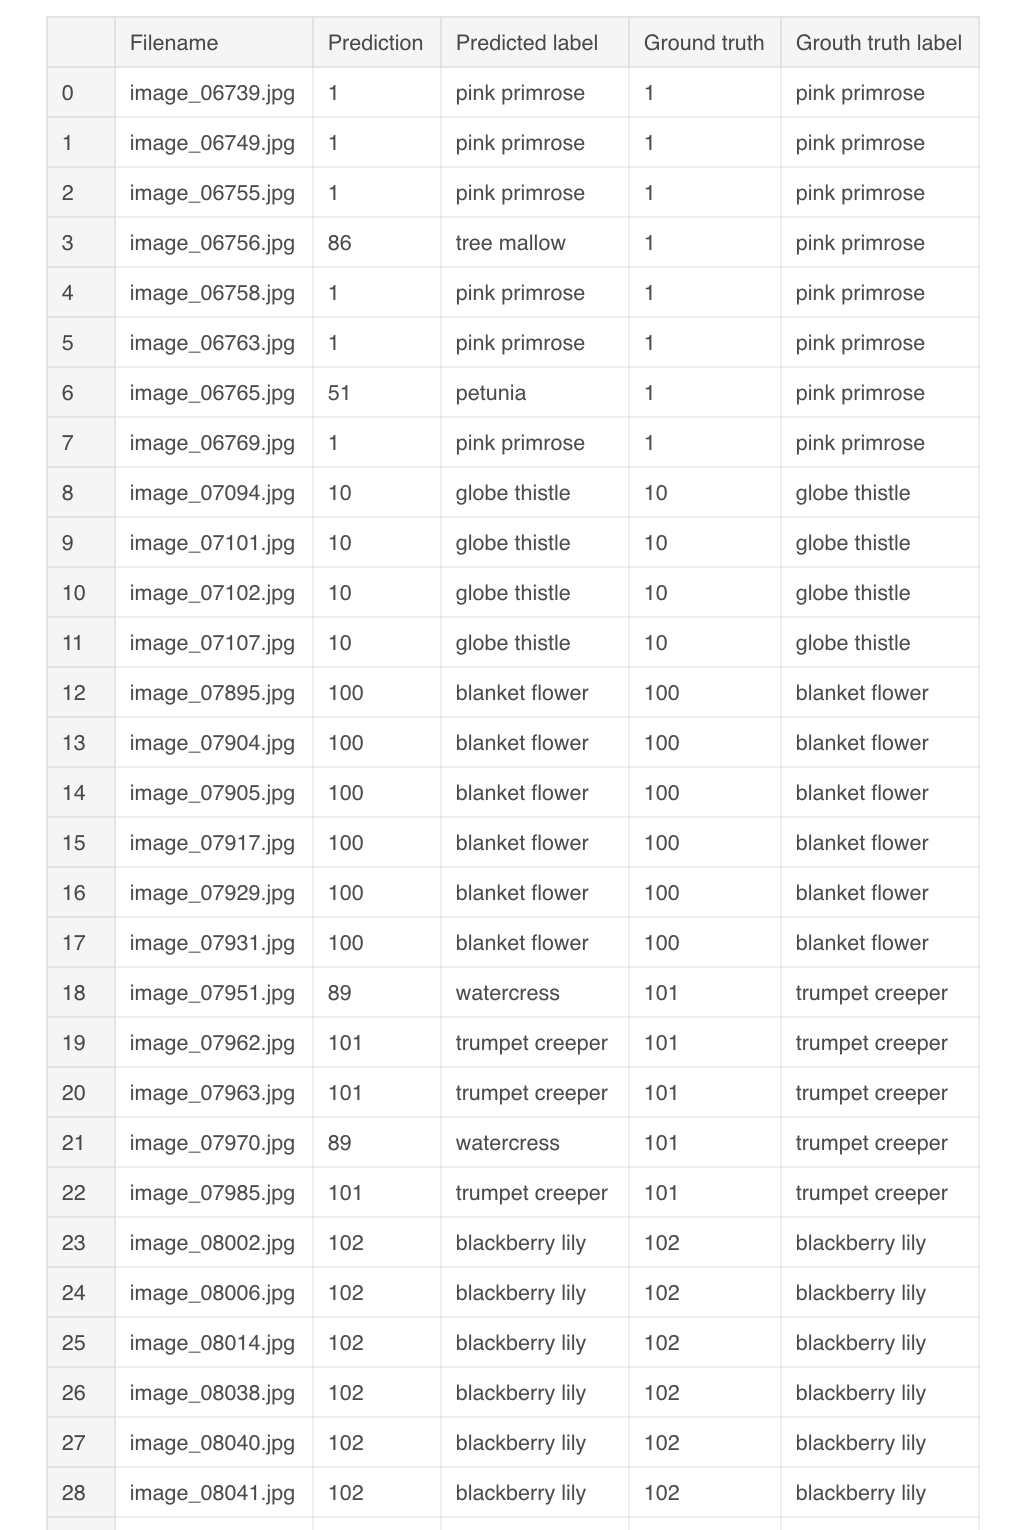 Filename Prediction Predicted label Ground truth Grouth truth label
0 image_06739.jpg 1 pink primrose 1 pink primrose
1 image_06749.jpg 1 pink primrose 1 pink primrose
2 image_06755.jpg 1 pink primrose 1 pink primrose
3 image_06756.jpg 86 tree mallow 1 pink primrose
4 image_06758.jpg 1 pink primrose 1 pink primrose
5 image_06763.jpg 1 pink primrose 1 pink primrose
6 image_06765.jpg 51 petunia 1 pink primrose
7 image_06769.jpg 1 pink primrose 1 pink primrose
8 image_07094.jpg 10 globe thistle 10 globe thistle
9 image_07101.jpg 10 globe thistle 10 globe thistle
10 image_07102.jpg 10 globe thistle 10 globe thistle
11 image_07107.jpg 10 globe thistle 10 globe thistle
12 image_07895.jpg 100 blanket flower 100 blanket flower
13 image_07904.jpg 100 blanket flower 100 blanket flower
14 image_07905.jpg 100 blanket flower 100 blanket flower
15 image_07917.jpg 100 blanket flower 100 blanket flower
16 image_07929.jpg 100 blanket flower 100 blanket flower
17 image_07931.jpg 100 blanket flower 100 blanket flower
18 image_07951.jpg 89 watercress 101 trumpet creeper
19 image_07962.jpg 101 trumpet creeper 101 trumpet creeper
20 image_07963.jpg 101 trumpet creeper 101 trumpet creeper
21 image_07970.jpg 89 watercress 101 trumpet creeper
22 image_07985.jpg 101 trumpet creeper 101 trumpet creeper
23 image_08002.jpg 102 blackberry lily 102 blackberry lily
24 image_08006.jpg 102 blackberry lily 102 blackberry lily
25 image_08014.jpg 102 blackberry lily 102 blackberry lily
26 image_08038.jpg 102 blackberry lily 102 blackberry lily
27 image_08040.jpg 102 blackberry lily 102 blackberry lily
28 image_08041.jpg 102 blackberry lily 102 blackberry lily